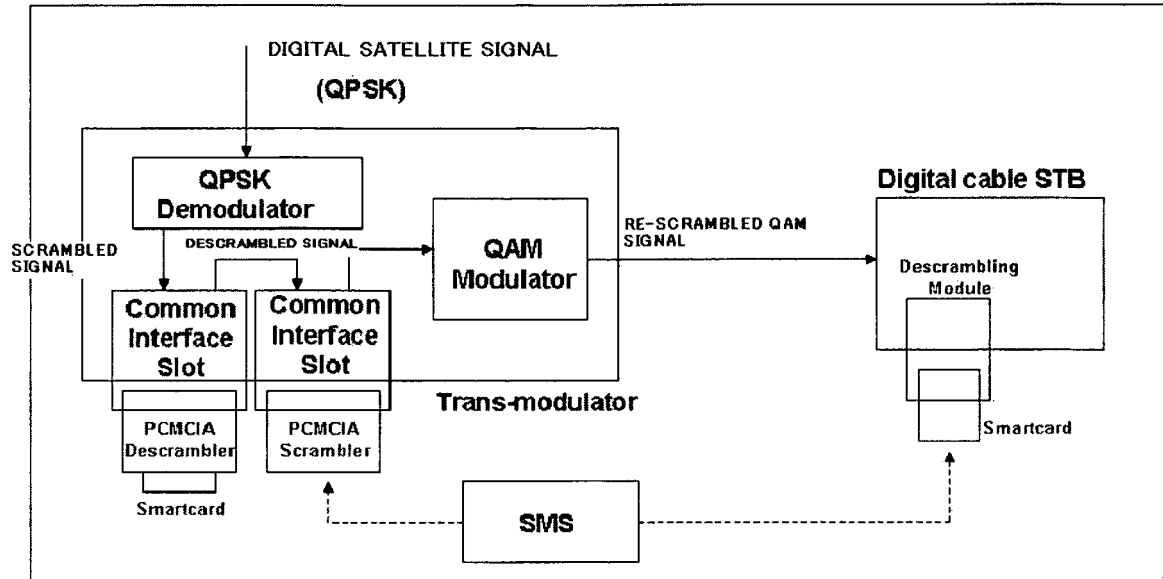 DIGITAL SATELLITE SIGNAL
(QPSK)
QPSK
Demodulator
SCRAMBLED
SIGNAL
DESCRAMBLED SIGNAL
QAM
Modulator
RE-SCRAMBLED QAM
SIGNAL
Digital cable STB
Descrambling
Module
Common
Interface
Slot
Common
Interface
Slot
Trans-modulator
PCMCIA
Descrambler
PCMCIA
Scrambler
Smartcard
Smartcard
SMS